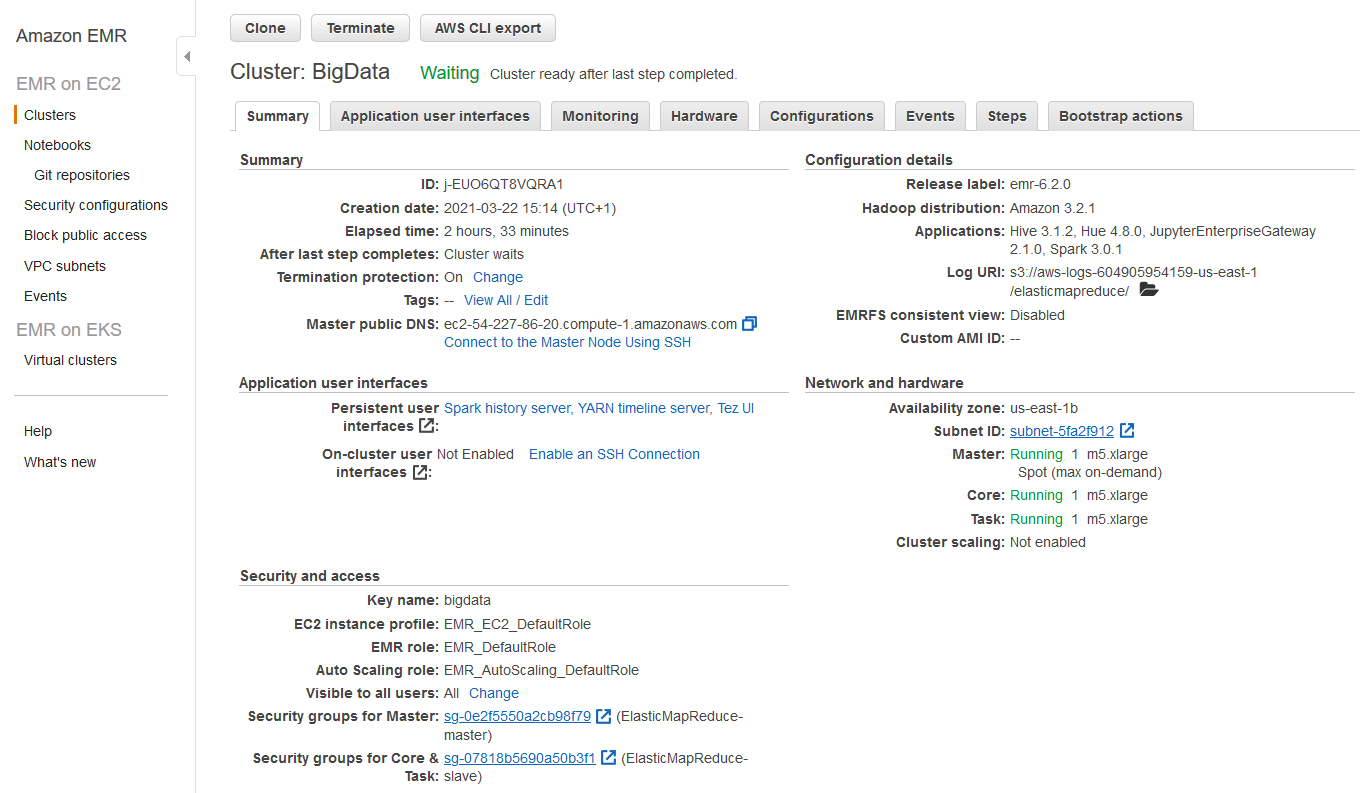 Amazon EMR
EMR on EC2
Clusters
Notebooks
Git repositories
Security configurations
Block public access
VPC subnets
Events
EMR on EKS
Virtual clusters
Help
What's new
Clone Terminate AWS CLI export
Cluster: BigData Waiting Cluster ready after last step completed.
Summary Application user interfaces Monitoring Hardware Configurations Events Steps Bootstrap actions
Summary
ID: j-EUO6QT8VQRA1
Creation date: 2021-03-22 15:14 (UTC+1)
Elapsed time: 2 hours, 33 minutes
After last step completes: Cluster waits
Termination protection: On Change
Tags: -- View All / Edit
Master public DNS: ec2-54-227-86-20.compute-1.amazonaws.com
Connect to the Master Node Using SSH
Configuration details
Release label: emr-6.2.0
Hadoop distribution: Amazon 3.2.1
Applications: Hive 3.1.2, Hue 4.8.0, JupyterEnterpriseGateway
2.1.0, Spark 3.0.1
Log URI: s3://aws-logs-604905954159-us-east-1
/elasticmapreduce/
EMRFS consistent view: Disabled
Custom AMI ID: --
Application user interfaces
Persistent user Spark history server, YARN timeline server, Tez UI
interfaces :
On-cluster user Not Enabled Enable an SSH Connection
interfaces :
Network and hardware
Availability zone: us-east-1b
Subnet ID: subnet-5fa2f912
Master: Running 1 m5.xlarge
Spot (max on-demand)
Core: Running 1 m5.xlarge
Task: Running 1 m5.xlarge
Cluster scaling: Not enabled
Security and access
Key name: bigdata
EC2 instance profile: EMR_EC2_DefaultRole
EMR role: EMR_DefaultRole
Auto Scaling role: EMR_AutoScaling_DefaultRole
Visible to all users: All Change
Security groups for Master: sg-0e2f5550a2cb98f79 (ElasticMapReduce-
master)
Security groups for Core & sg-07818b5690a50b3f1 (ElasticMapReduce-
Task: slave)